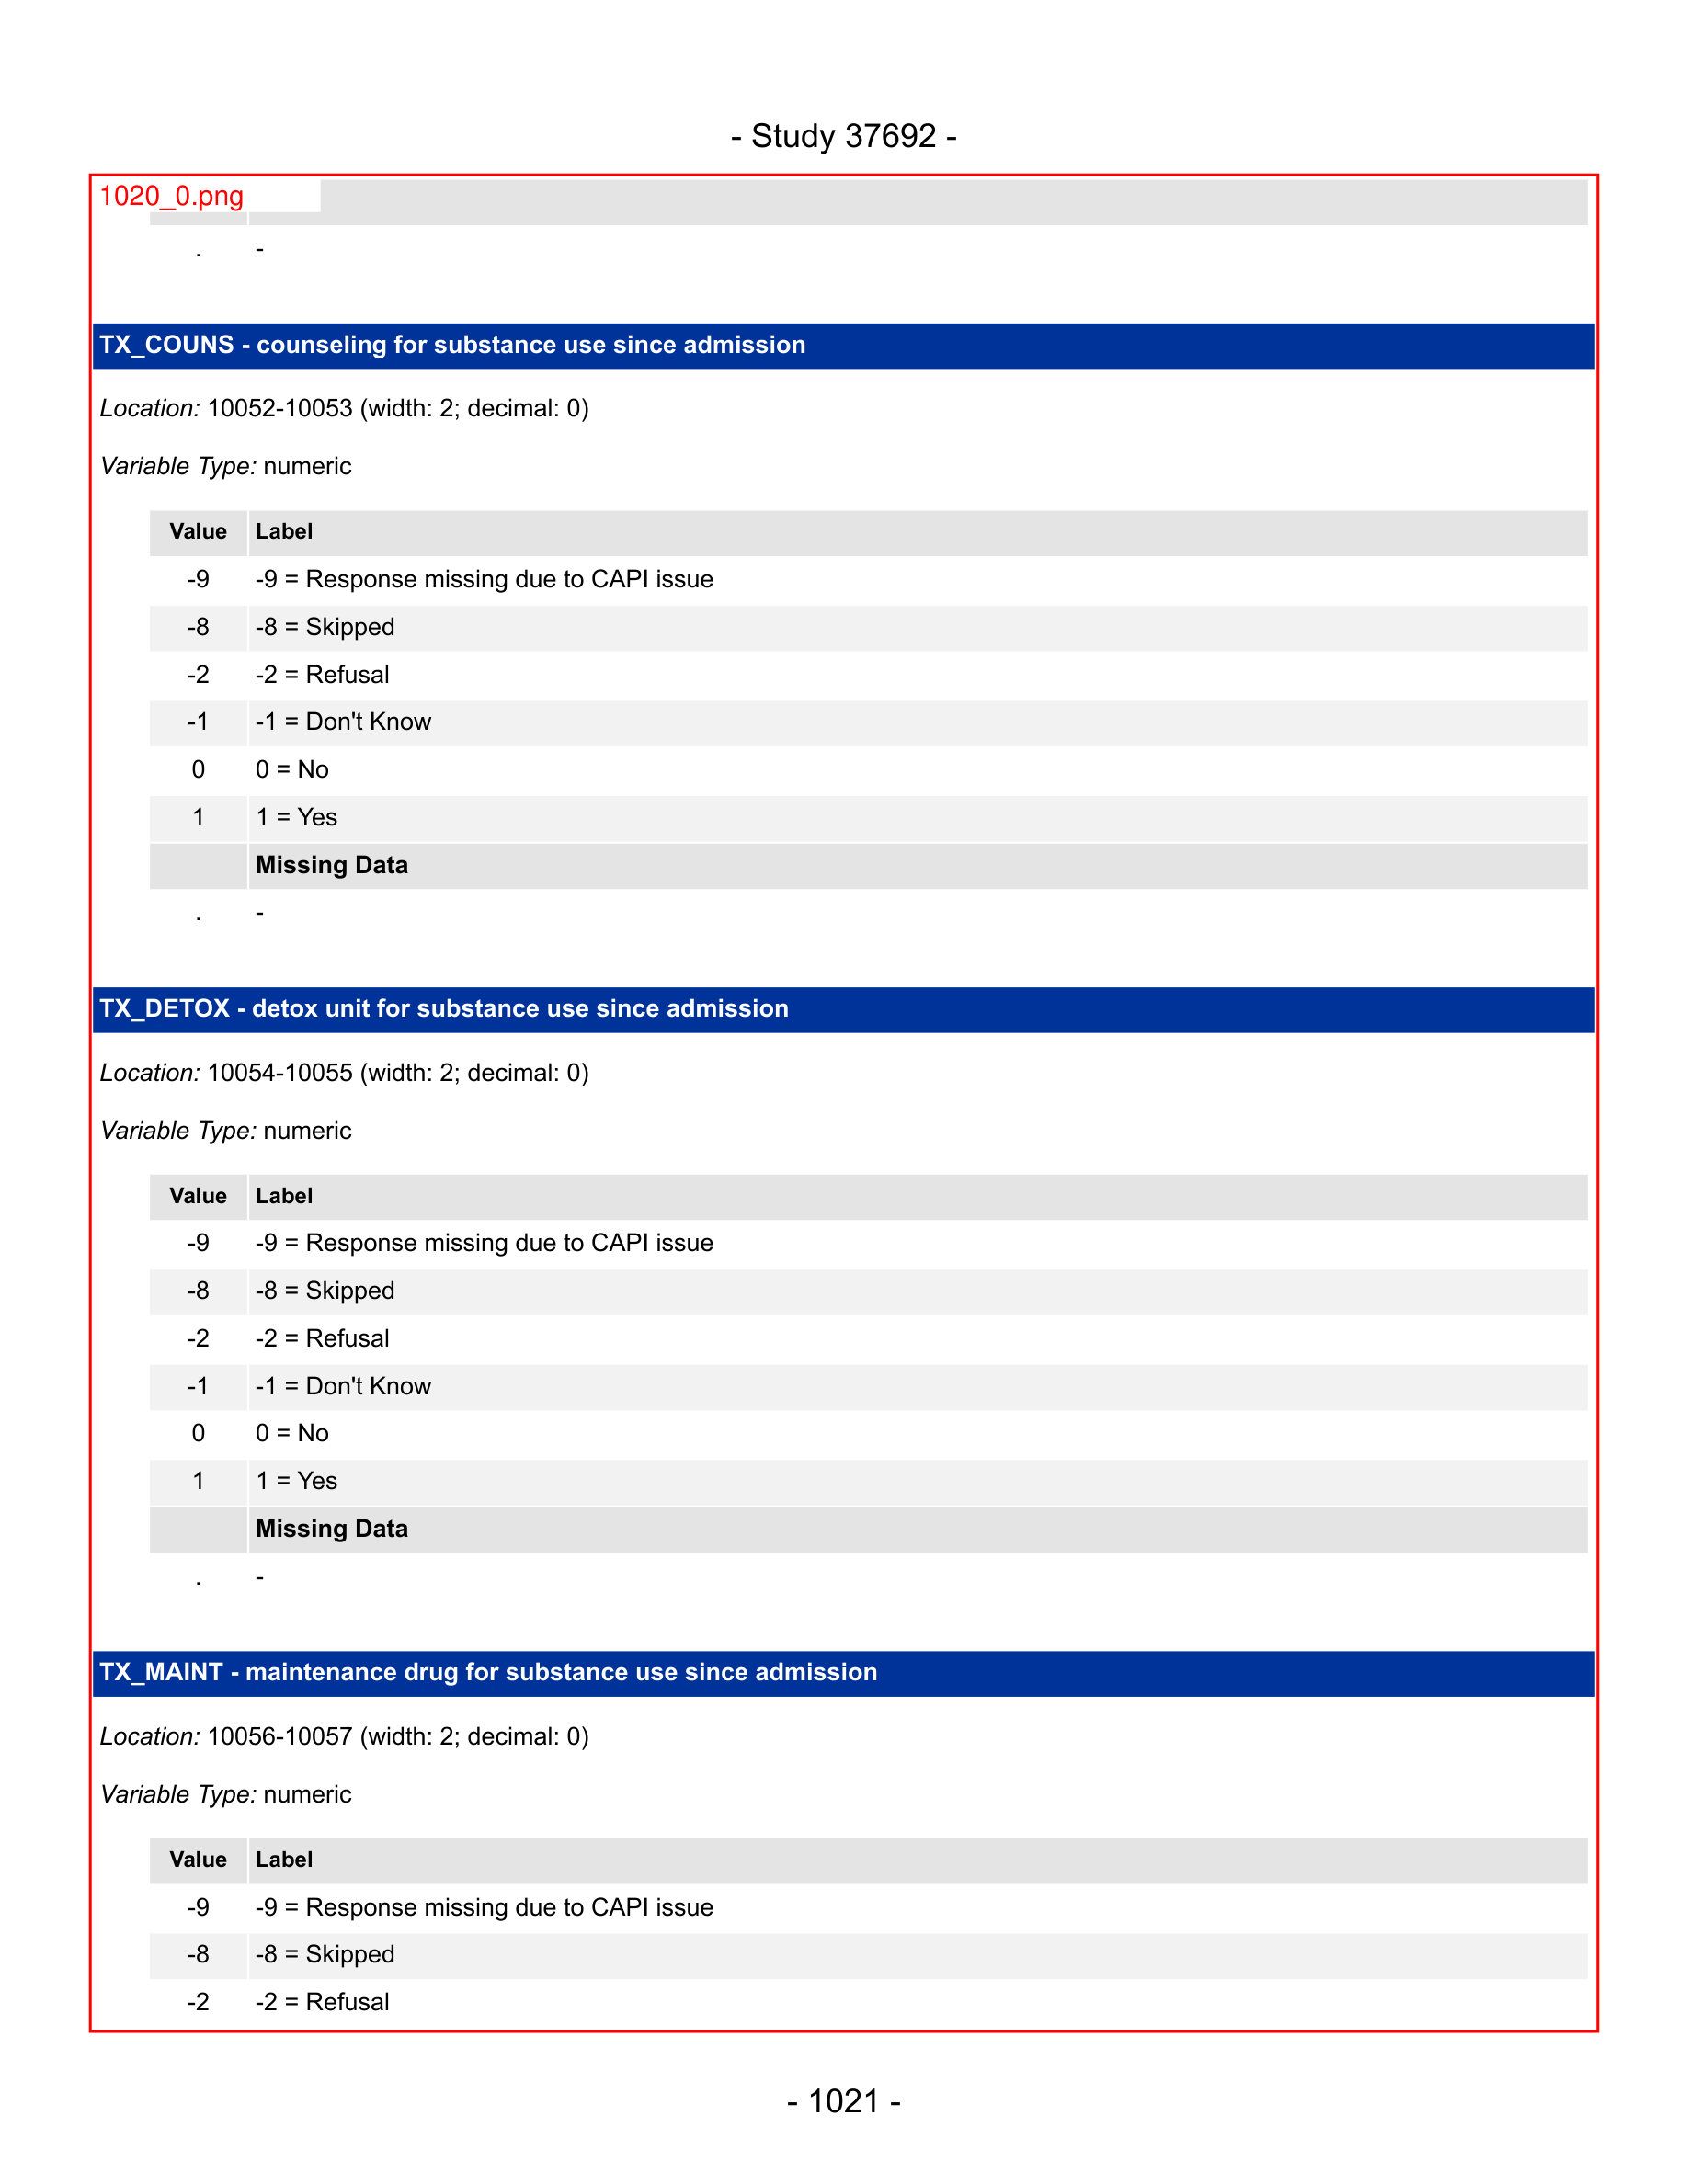 - Study 37692 -
1020_0.png
. -
TX_COUNS - counseling for substance use since admission
Location: 10052-10053 (width: 2; decimal: 0)
Variable Type: numeric
Value Label
-9 -9 = Response missing due to CAPI issue
-8 -8 = Skipped
-2 -2 = Refusal
-1 -1 = Don't Know
0 0 = No
1 1 = Yes
Missing Data
. -
TX_DETOX - detox unit for substance use since admission
Location: 10054-10055 (width: 2; decimal: 0)
Variable Type: numeric
Value Label
-9 -9 = Response missing due to CAPI issue
-8 -8 = Skipped
-2 -2 = Refusal
-1 -1 = Don't Know
0 0 = No
1 1 = Yes
Missing Data
. -
TX_MAINT - maintenance drug for substance use since admission
Location: 10056-10057 (width: 2; decimal: 0)
Variable Type: numeric
Value Label
-9 -9 = Response missing due to CAPI issue
-8 -8 = Skipped
-2 -2 = Refusal
- 1021 -